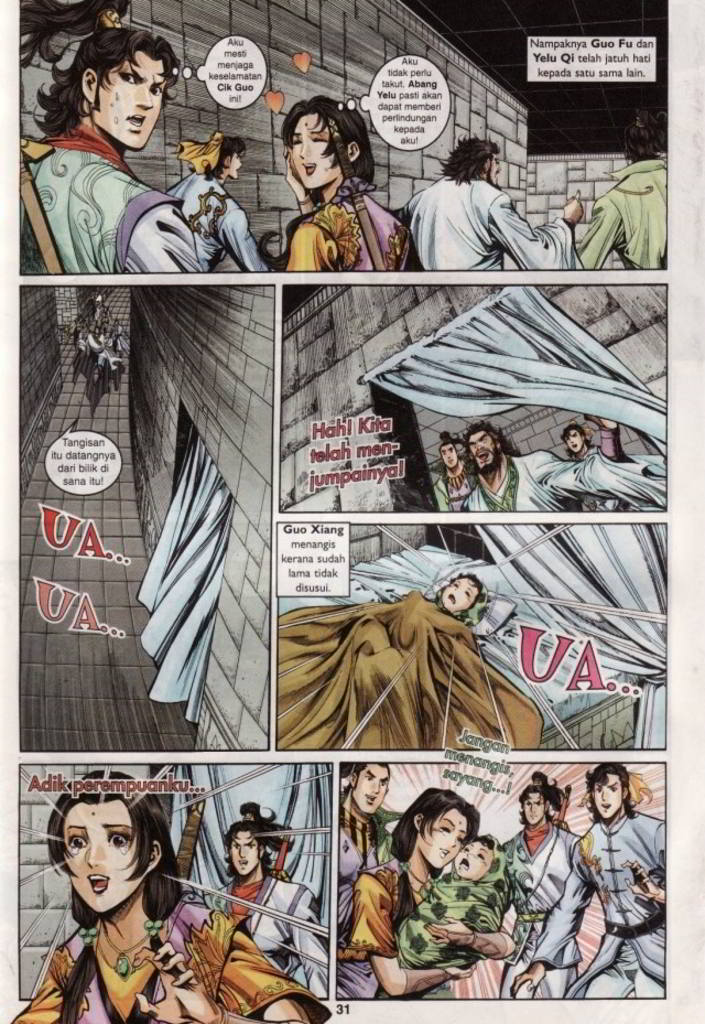 Aku
mesti
menjaga
keselamatan
Cik Guo
ini!
Aku
tidak perlu
takut. Abang
Yelu pasti akan
dapat memberi
perlindungan
kepada
aku!
Nampaknya Guo Fu dan
Yelu Qi telah jatuh hati
kepada satu sama lain.
Tangisan
itu datangnya
dari bilik di
sana itu!
UA...
UA...
Hah! Kita
telah men-
jumpainya!
Guo Xiang
menangis
kerana sudah
lama tidak
disusui.
UA...
Adik perempuanku...
Jangan
menangis,
sayang...!
31